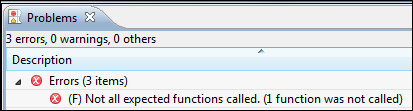 Problems
3 errors, 0 warnings, 0 others
Description
Errors (3 items)
(F) Not all expected functions called. (1 function was not called)